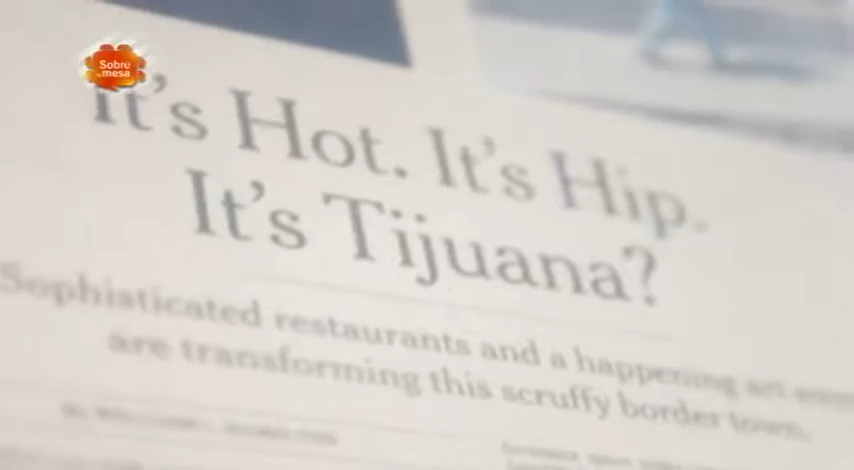 Sobre
mesa
It's Hot. It's Hip.
It's Tijuana?
Sophisticated restaurants and a happening art scene
are transforming this scruffy border town.